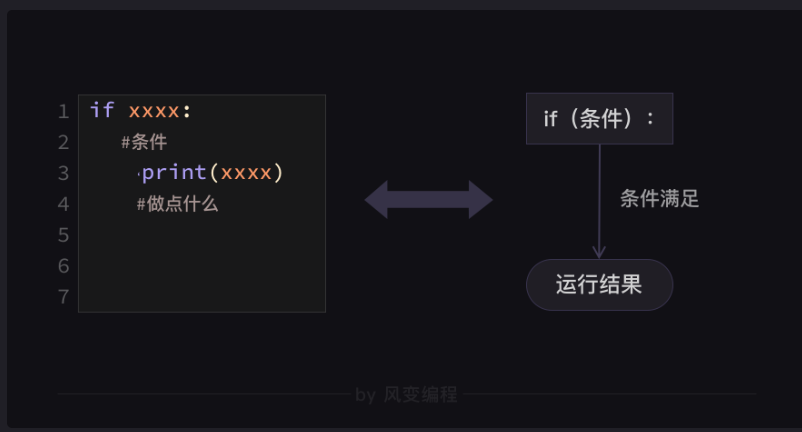 1 if xxxx:
2 #条件
3 print(xxxx)
4 #做点什么
5
6
7
if（条件）:
条件满足
运行结果
by 风变编程